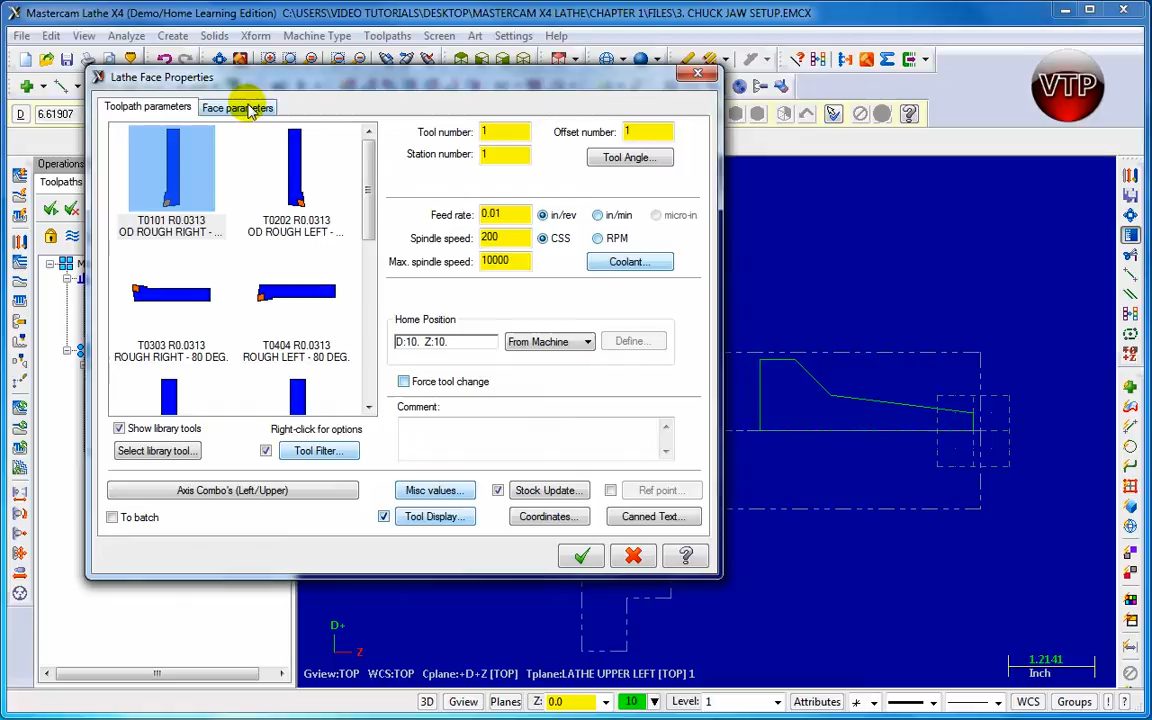 Mastercam Lathe X4 (Demo/Home Learning Edition) C:\USERS\VIDEO TUTORIALS\DESKTOP\MASTERCAM X4 LATHE\CHAPTER 1\FILES\3. CHUCK JAW SETUP.EMCX
File Edit View Analyze Create Solids Xform Machine Type Toolpaths Screen Art Settings Help
Lathe Face Properties
VTP
Toolpath parameters Face parameters
D 6.61907
Tool number: 1 Offset number: 1
Station number: 1 Tool Angle...
Operations
Toolpaths
T0101 R0.0313 T0202 R0.0313
OD ROUGH RIGHT - ... OD ROUGH LEFT - ...
Feed rate: 0.01 in/rev in/min micro-in
Spindle speed: 200 CSS RPM
Max. spindle speed: 10000 Coolant...
Home Position
D:10. Z:10. From Machine Define...
T0303 R0.0313 T0404 R0.0313
ROUGH RIGHT - 80 DEG. ROUGH LEFT - 80 DEG.
Force tool change
Comment:
Show library tools Right-click for options
Select library tool... Tool Filter...
Axis Combo's (Left/Upper) Misc values... Stock Update... Ref point...
To batch Tool Display... Coordinates... Canned Text...
D+
Z
1.2141
Inch
Gview:TOP WCS:TOP Cplane:+D+Z [TOP] Tplane:LATHE UPPER LEFT [TOP] 1
3D Gview Planes Z: 0.0 10 Level: 1 Attributes WCS Groups ?